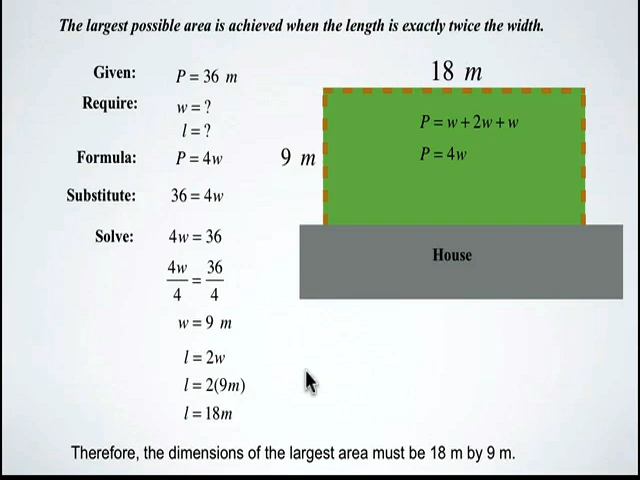 The largest possible area is achieved when the length is exactly twice the width.
Given: P = 36 m
Require: w = ?
l = ?
Formula: P = 4w
Substitute: 36 = 4w
Solve: 4w = 36
4w/4 = 36/4
w = 9 m
l = 2w
l = 2(9m)
l = 18m
18 m
9 m
P = w + 2w + w
P = 4w
House
Therefore, the dimensions of the largest area must be 18 m by 9 m.